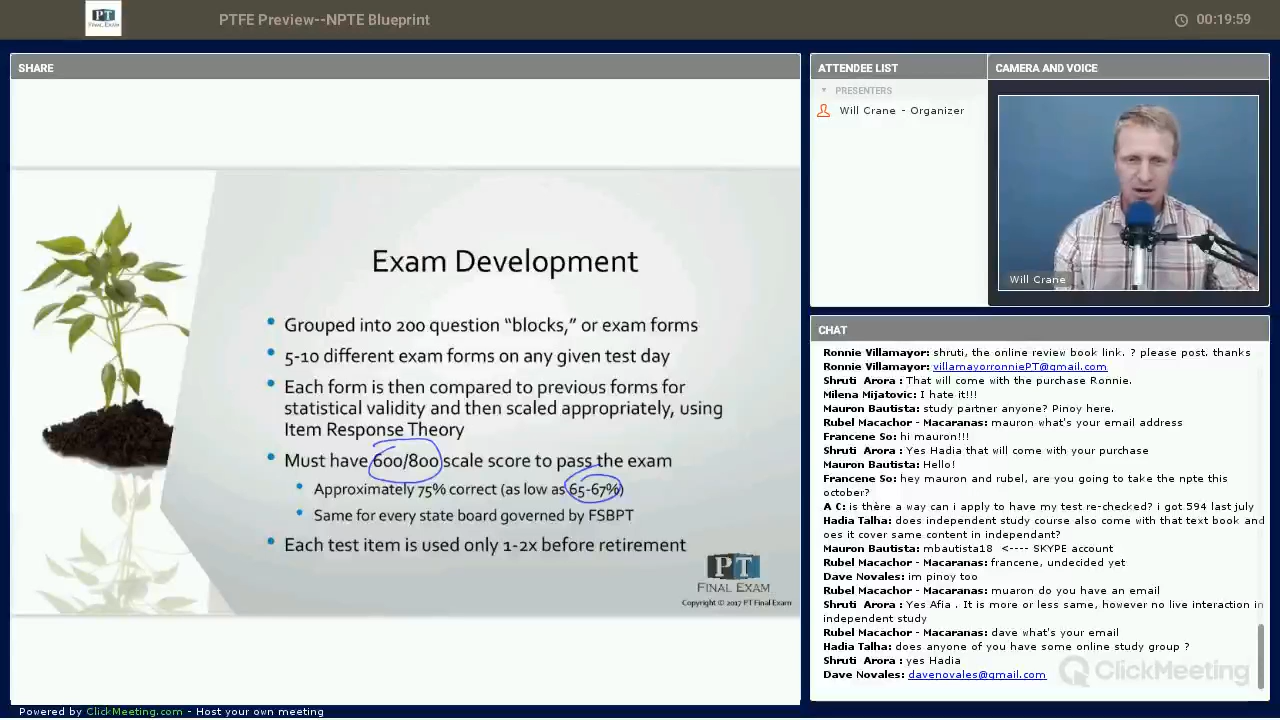 PT
FINAL EXAM
PTFE Preview--NPTE Blueprint
00:19:59
SHARE
Exam Development
Grouped into 200 question “blocks,” or exam forms
5-10 different exam forms on any given test day
Each form is then compared to previous forms for
statistical validity and then scaled appropriately, using
Item Response Theory
Must have 600/800 scale score to pass the exam
Approximately 75% correct (as low as 65-67%)
Same for every state board governed by FSBPT
Each test item is used only 1-2x before retirement
PT
FINAL EXAM
Copyright © 2017 PT Final Exam
ATTENDEE LIST
PRESENTERS
Will Crane - Organizer
CAMERA AND VOICE
Will Crane
CHAT
Ronnie Villamayor: shruti, the online review book link. ? please post. thanks
Ronnie Villamayor: villamayorronniePT@gmail.com
Shruti Arora : That will come with the purchase Ronnie.
Milena Mijatovic: I hate it!!!
Mauron Bautista: study partner anyone? Pinoy here.
Rubel Macachor - Macaranas: mauron what's your email address
Francene So: hi mauron!!!
Shruti Arora : Yes Hadia that will come with your purchase
Mauron Bautista: Hello!
Francene So: hey mauron and rubel, are you going to take the npte this
october?
A C: is thère a way can i apply to have my test re-checked? i got 594 last july
Hadia Talha: does independent study course also come with that text book and
oes it cover same content in independant?
Mauron Bautista: mbautista18 <---- SKYPE account
Rubel Macachor - Macaranas: francene, undecided yet
Dave Novales: im pinoy too
Rubel Macachor - Macaranas: muaron do you have an email
Shruti Arora : Yes Afia . It is more or less same, however no live interaction in
independent study
Rubel Macachor - Macaranas: dave what's your email
Hadia Talha: does anyone of you have some online study group ?
Shruti Arora : yes Hadia
Dave Novales: davenovales@gmail.com
ClickMeeting
Powered by ClickMeeting.com - Host your own meeting